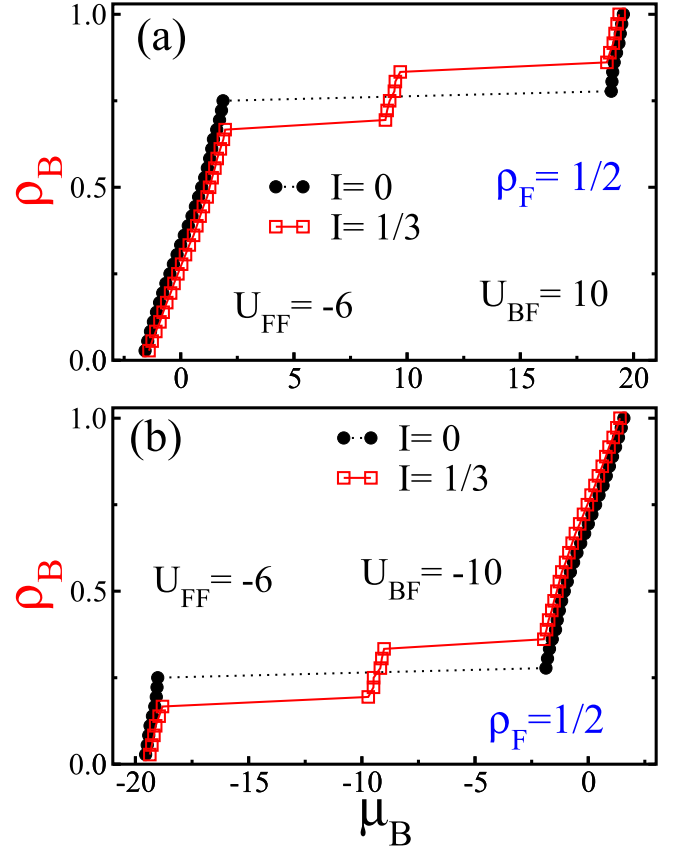 (a)
1.0
0.5
0.0
ρ_B
I= 0
I= 1/3
ρ_F= 1/2
U_FF= -6
U_BF= 10
0 5 10 15 20
(b)
1.0
0.5
0.0
ρ_B
I= 0
I= 1/3
U_FF= -6
U_BF= -10
ρ_F=1/2
-20 -15 -10 -5 0
μ_B